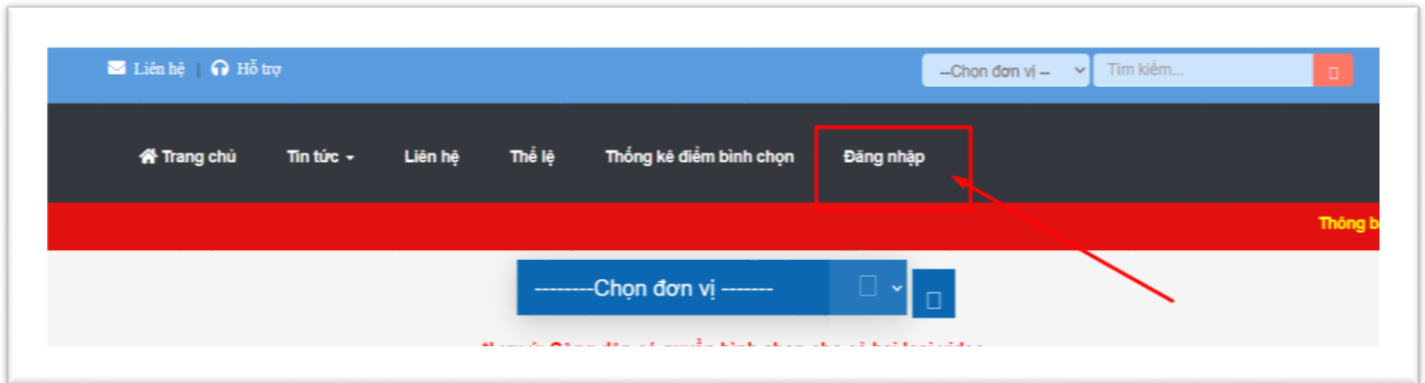 Liên hệ | Hỗ trợ
--Chọn đơn vị --
Tìm kiếm...
Trang chủ Tin tức Liên hệ Thể lệ Thống kê điểm bình chọn Đăng nhập
Thông b
--------Chọn đơn vị -------